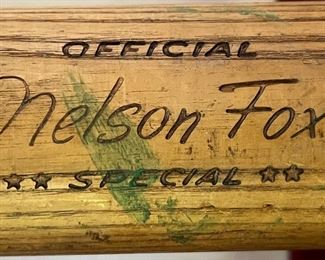 OFFICIAL
Nelson Fox
★★ SPECIAL ★★